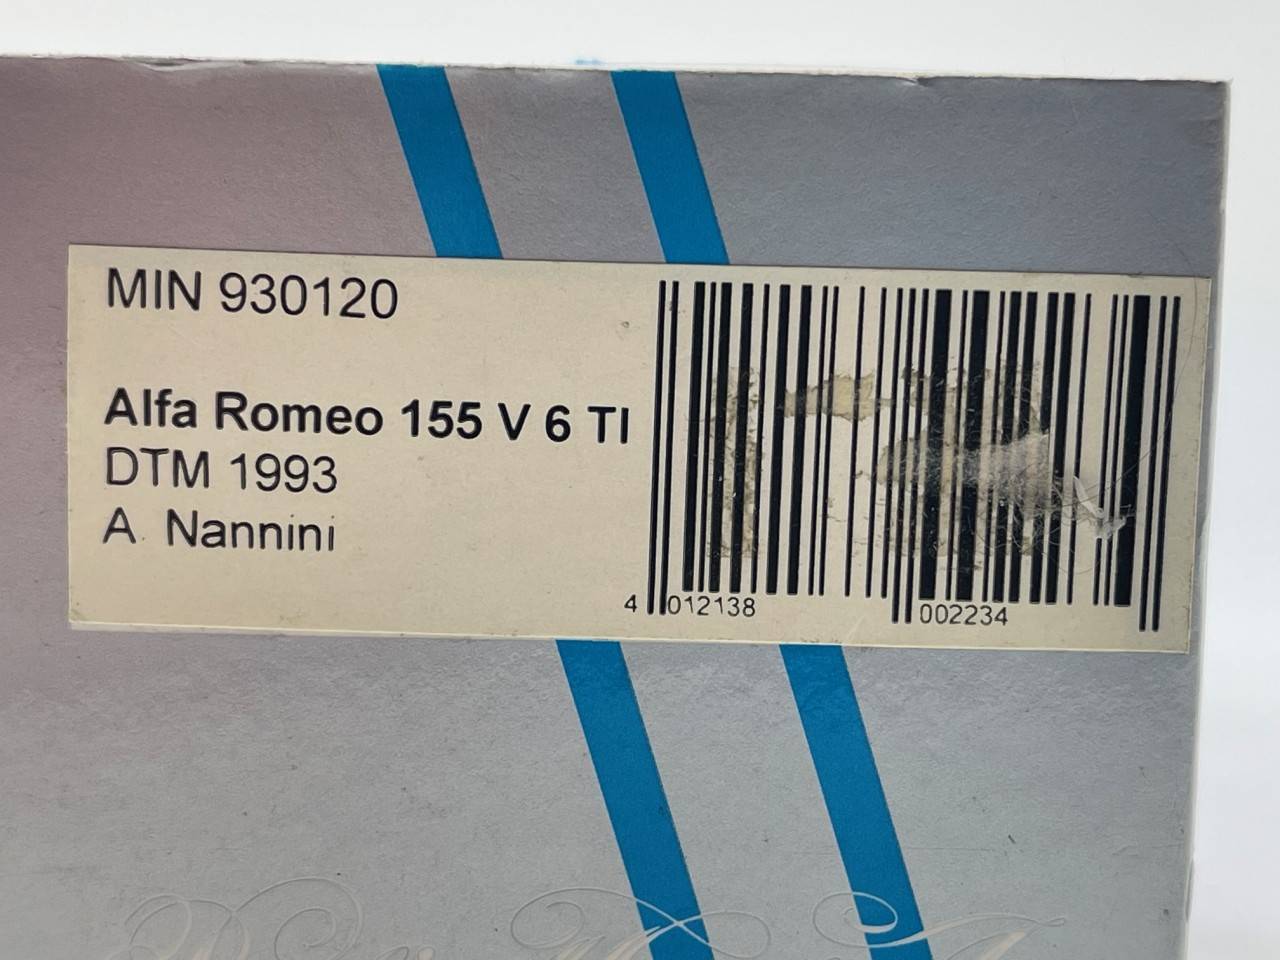 MIN 930120
Alfa Romeo 155 V 6 TI
DTM 1993
A. Nannini
4 012138 002234